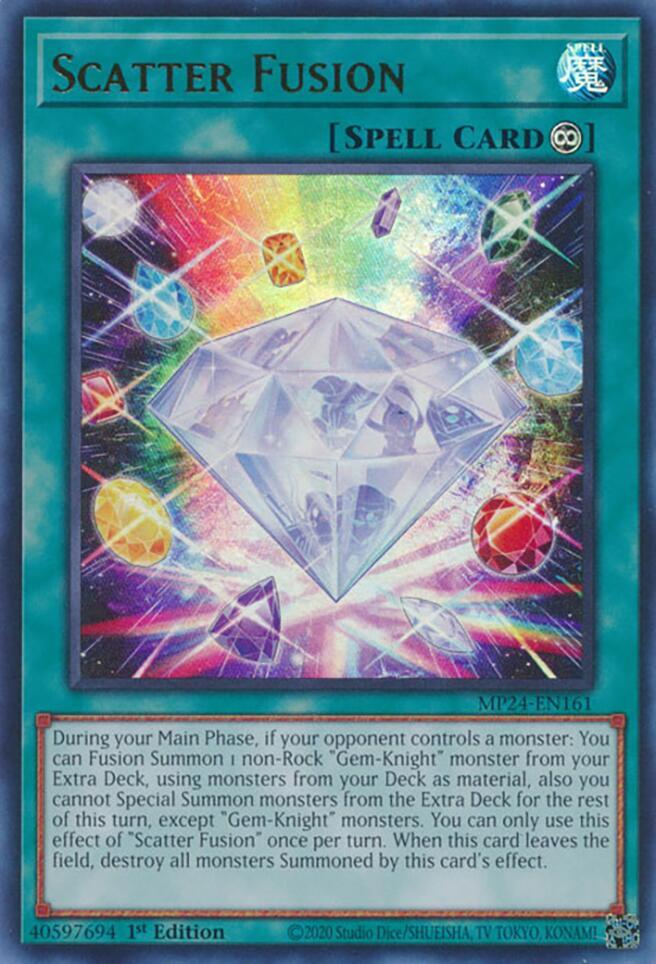 SCATTER FUSION
魔
[SPELL CARD]
MP24-EN161
During your Main Phase, if your opponent controls a monster: You
can Fusion Summon 1 non-Rock "Gem-Knight" monster from your
Extra Deck, using monsters from your Deck as material, also you
cannot Special Summon monsters from the Extra Deck for the rest
of this turn, except "Gem-Knight" monsters. You can only use this
effect of "Scatter Fusion" once per turn. When this card leaves the
field, destroy all monsters Summoned by this card's effect.
40597694 1st Edition ©2020 Studio Dice/SHUEISHA, TV TOKYO, KONAMI